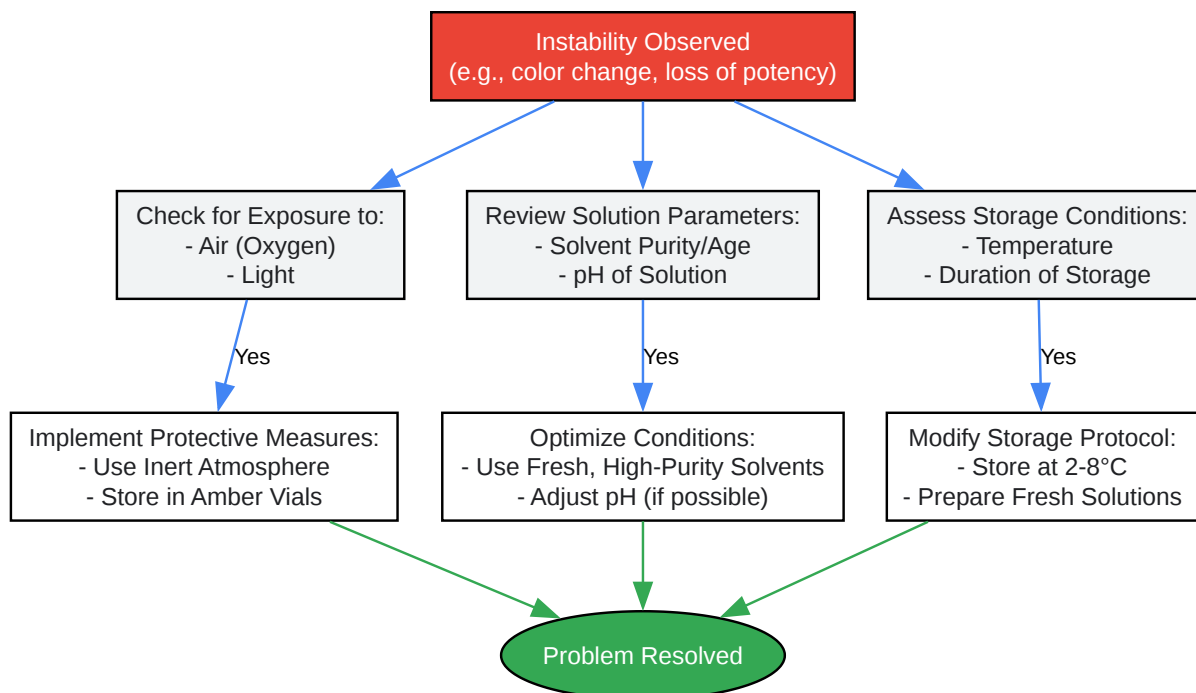 Instability Observed
(e.g., color change, loss of potency)
Check for Exposure to:
- Air (Oxygen)
- Light
Review Solution Parameters:
- Solvent Purity/Age
- pH of Solution
Assess Storage Conditions:
- Temperature
- Duration of Storage
Yes
Yes
Yes
Implement Protective Measures:
- Use Inert Atmosphere
- Store in Amber Vials
Optimize Conditions:
- Use Fresh, High-Purity Solvents
- Adjust pH (if possible)
Modify Storage Protocol:
- Store at 2-8°C
- Prepare Fresh Solutions
Problem Resolved